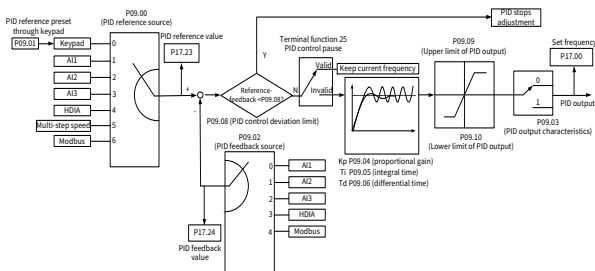 PID reference preset
through keypad
P09.01
P09.00
(PID reference source)
Keypad 0
AI1 1
AI2 2
AI3 3
HDIA 4
Multi-step speed 5
Modbus 6
PID reference value
P17.23
+
-
Reference-
feedback <P09.08?
Y
N
P09.08 (PID control deviation limit)
PID stops
adjustment
Terminal function 25
PID control pause
Valid
Invalid
Keep current frequency
Kp P09.04 (proportional gain)
Ti P09.05 (integral time)
Td P09.06 (differential time)
P09.09
(Upper limit of PID output)
P09.10
(Lower limit of PID output)
Set frequency
P17.00
0
1
PID output
P09.03
(PID output characteristics)
P09.02
(PID feedback source)
0 AI1
1 AI2
2 AI3
3 HDIA
4 Modbus
P17.24
PID feedback
value